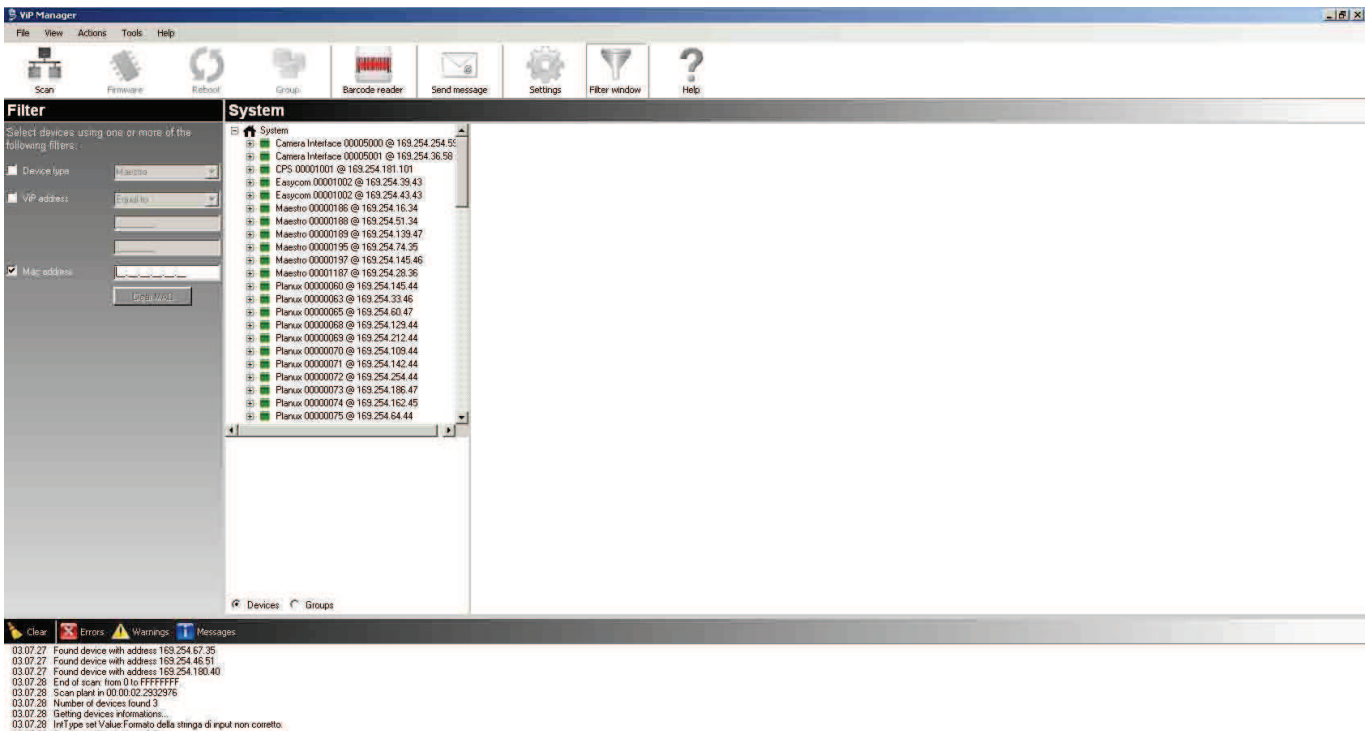 ViP Manager
File View Actions Tools Help
Scan Firmware Reboot Group Barcode reader Send message Settings Filter window Help
Filter
Select devices using one or more of the
following filters:
Device type Maestro
ViP address Equal to
Mac address
Clear MAC
System
System
Camera Interface 00005000 @ 169.254.254.59
Camera Interface 00005001 @ 169.254.36.58
CPS 00001001 @ 169.254.181.101
Easycom 00001002 @ 169.254.39.43
Easycom 00001002 @ 169.254.43.43
Maestro 00000186 @ 169.254.16.34
Maestro 00000188 @ 169.254.51.34
Maestro 00000189 @ 169.254.139.47
Maestro 00000195 @ 169.254.74.35
Maestro 00000197 @ 169.254.145.46
Maestro 00001187 @ 169.254.28.36
Planux 00000060 @ 169.254.145.44
Planux 00000063 @ 169.254.33.46
Planux 00000065 @ 169.254.60.47
Planux 00000068 @ 169.254.129.44
Planux 00000069 @ 169.254.212.44
Planux 00000070 @ 169.254.109.44
Planux 00000071 @ 169.254.142.44
Planux 00000072 @ 169.254.254.44
Planux 00000073 @ 169.254.186.47
Planux 00000074 @ 169.254.162.45
Planux 00000075 @ 169.254.64.44
Devices Groups
Clear Errors Warnings Messages
03.07.27 Found device with address 169.254.67.35
03.07.27 Found device with address 169.254.46.51
03.07.27 Found device with address 169.254.180.40
03.07.28 End of scan: from 0 to FFFFFFFF
03.07.28 Scan plant in 00:00:02.2932976
03.07.28 Number of devices found 3
03.07.28 Getting devices informations...
03.07.28 IntType set Value:Formato della stringa di input non corretto.